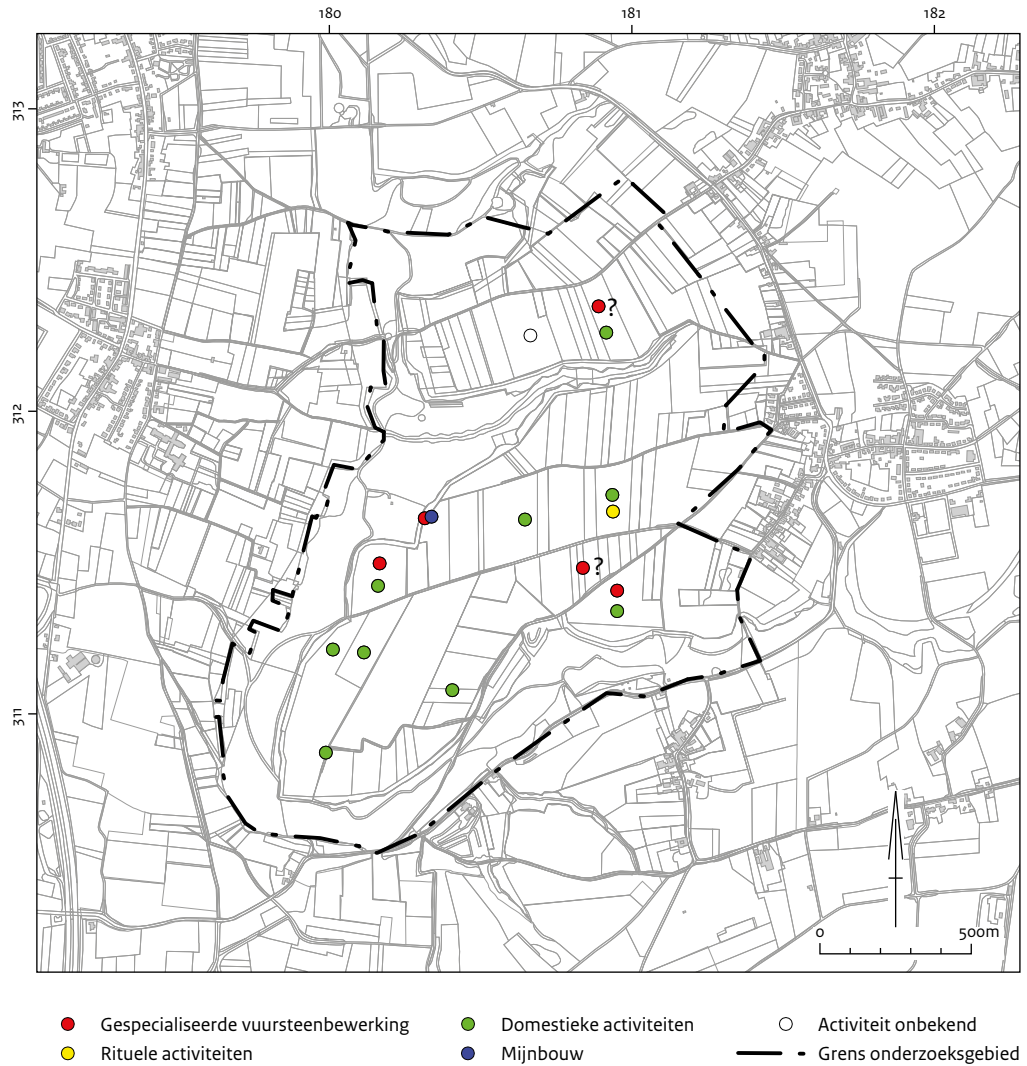 180 181 182
313
?
312
?
311
0 500m
Gespecialiseerde vuursteenbewerking Domestieke activiteiten Activiteit onbekend
Rituele activiteiten Mijnbouw Grens onderzoeksgebied